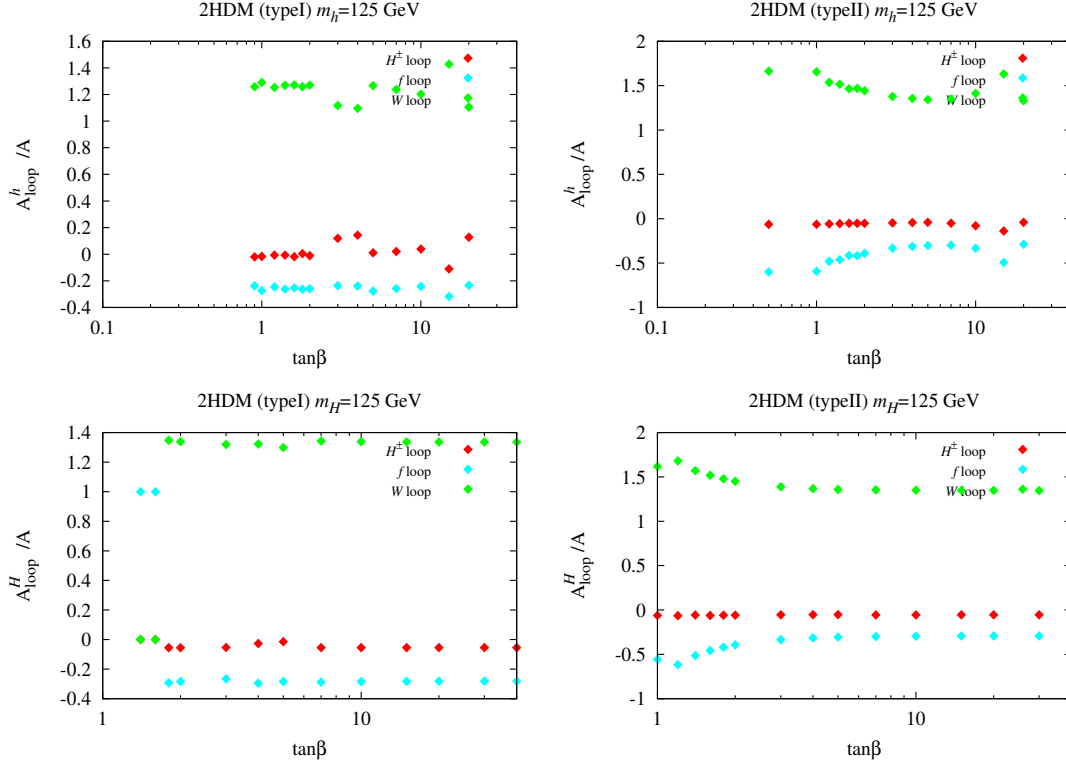 2HDM (typeI) m_h=125 GeV
1.6
1.4
1.2
1
0.8
0.6
0.4
0.2
0
-0.2
-0.4
A^h_loop /A
H^± loop
f loop
W loop
0.1
1
10
tanβ
2HDM (typeII) m_h=125 GeV
2
1.5
1
0.5
0
-0.5
-1
A^h_loop /A
H^± loop
f loop
W loop
0.1
1
10
tanβ
2HDM (typeI) m_H=125 GeV
1.4
1.2
1
0.8
0.6
0.4
0.2
0
-0.2
-0.4
A^H_loop /A
H^± loop
f loop
W loop
1
10
tanβ
2HDM (typeII) m_H=125 GeV
2
1.5
1
0.5
0
-0.5
-1
A^H_loop /A
H^± loop
f loop
W loop
1
10
tanβ